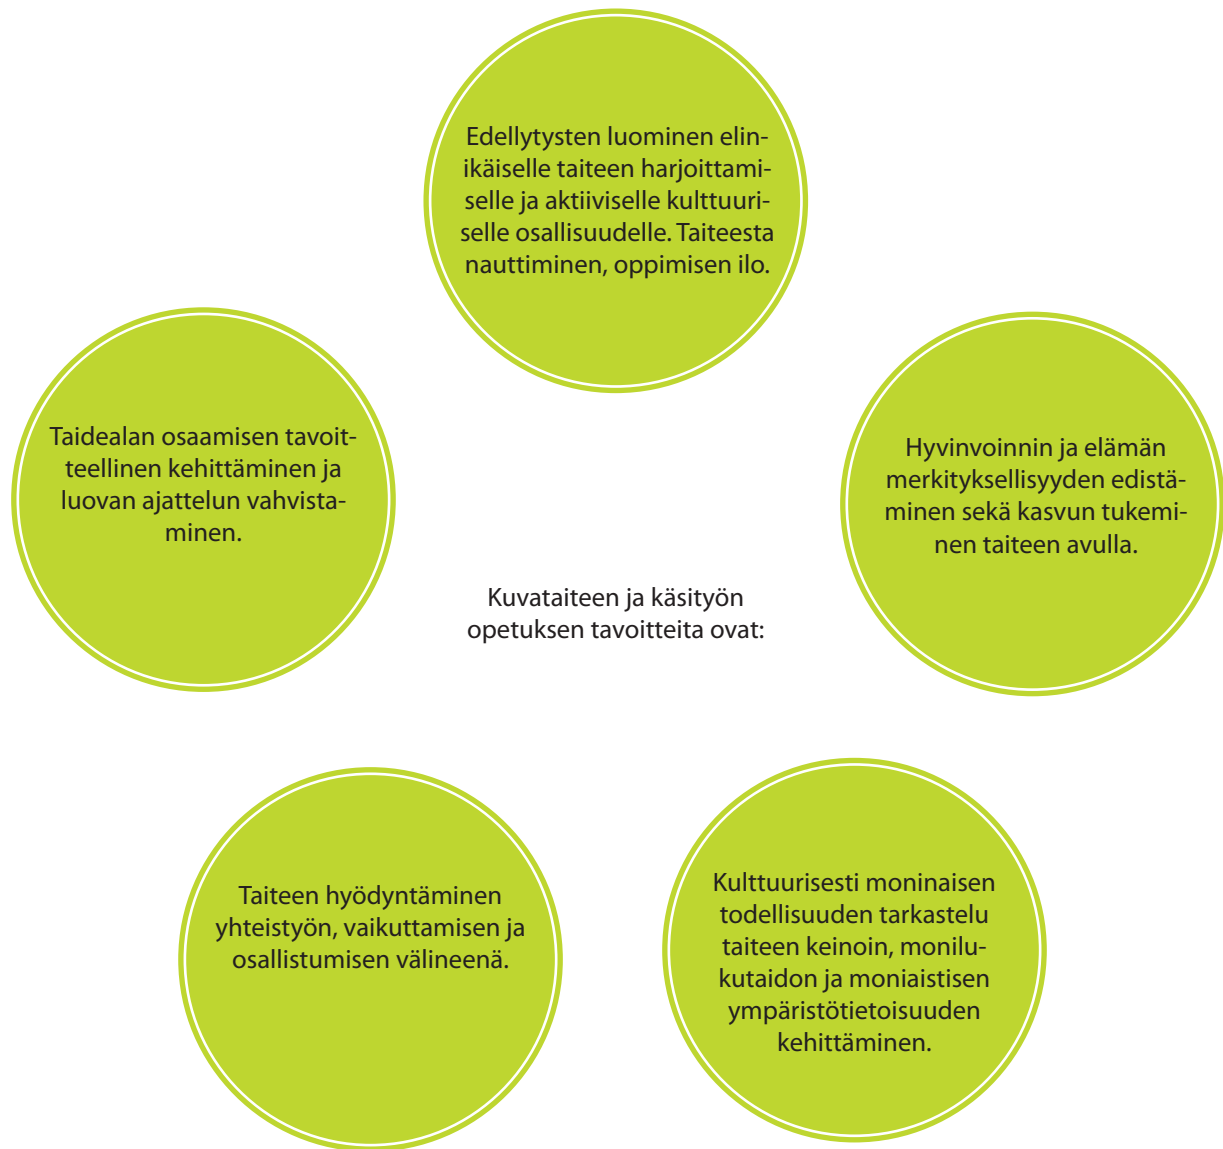 Edellytysten luominen elin-
ikäiselle taiteen harjoittami-
selle ja aktiiviselle kulttuuri-
selle osallisuudelle. Taiteesta
nauttiminen, oppimisen ilo.
Taidealan osaamisen tavoit-
teellinen kehittäminen ja
luovan ajattelun vahvista-
minen.
Hyvinvoinnin ja elämän
merkityksellisyyden edistä-
minen sekä kasvun tukemi-
nen taiteen avulla.
Kuvataiteen ja käsityön
opetuksen tavoitteita ovat:
Taiteen hyödyntäminen
yhteistyön, vaikuttamisen ja
osallistumisen välineenä.
Kulttuurisesti moninaisen
todellisuuden tarkastelu
taiteen keinoin, monilu-
kutaidon ja moniaistisen
ympäristötietoisuuden
kehittäminen.